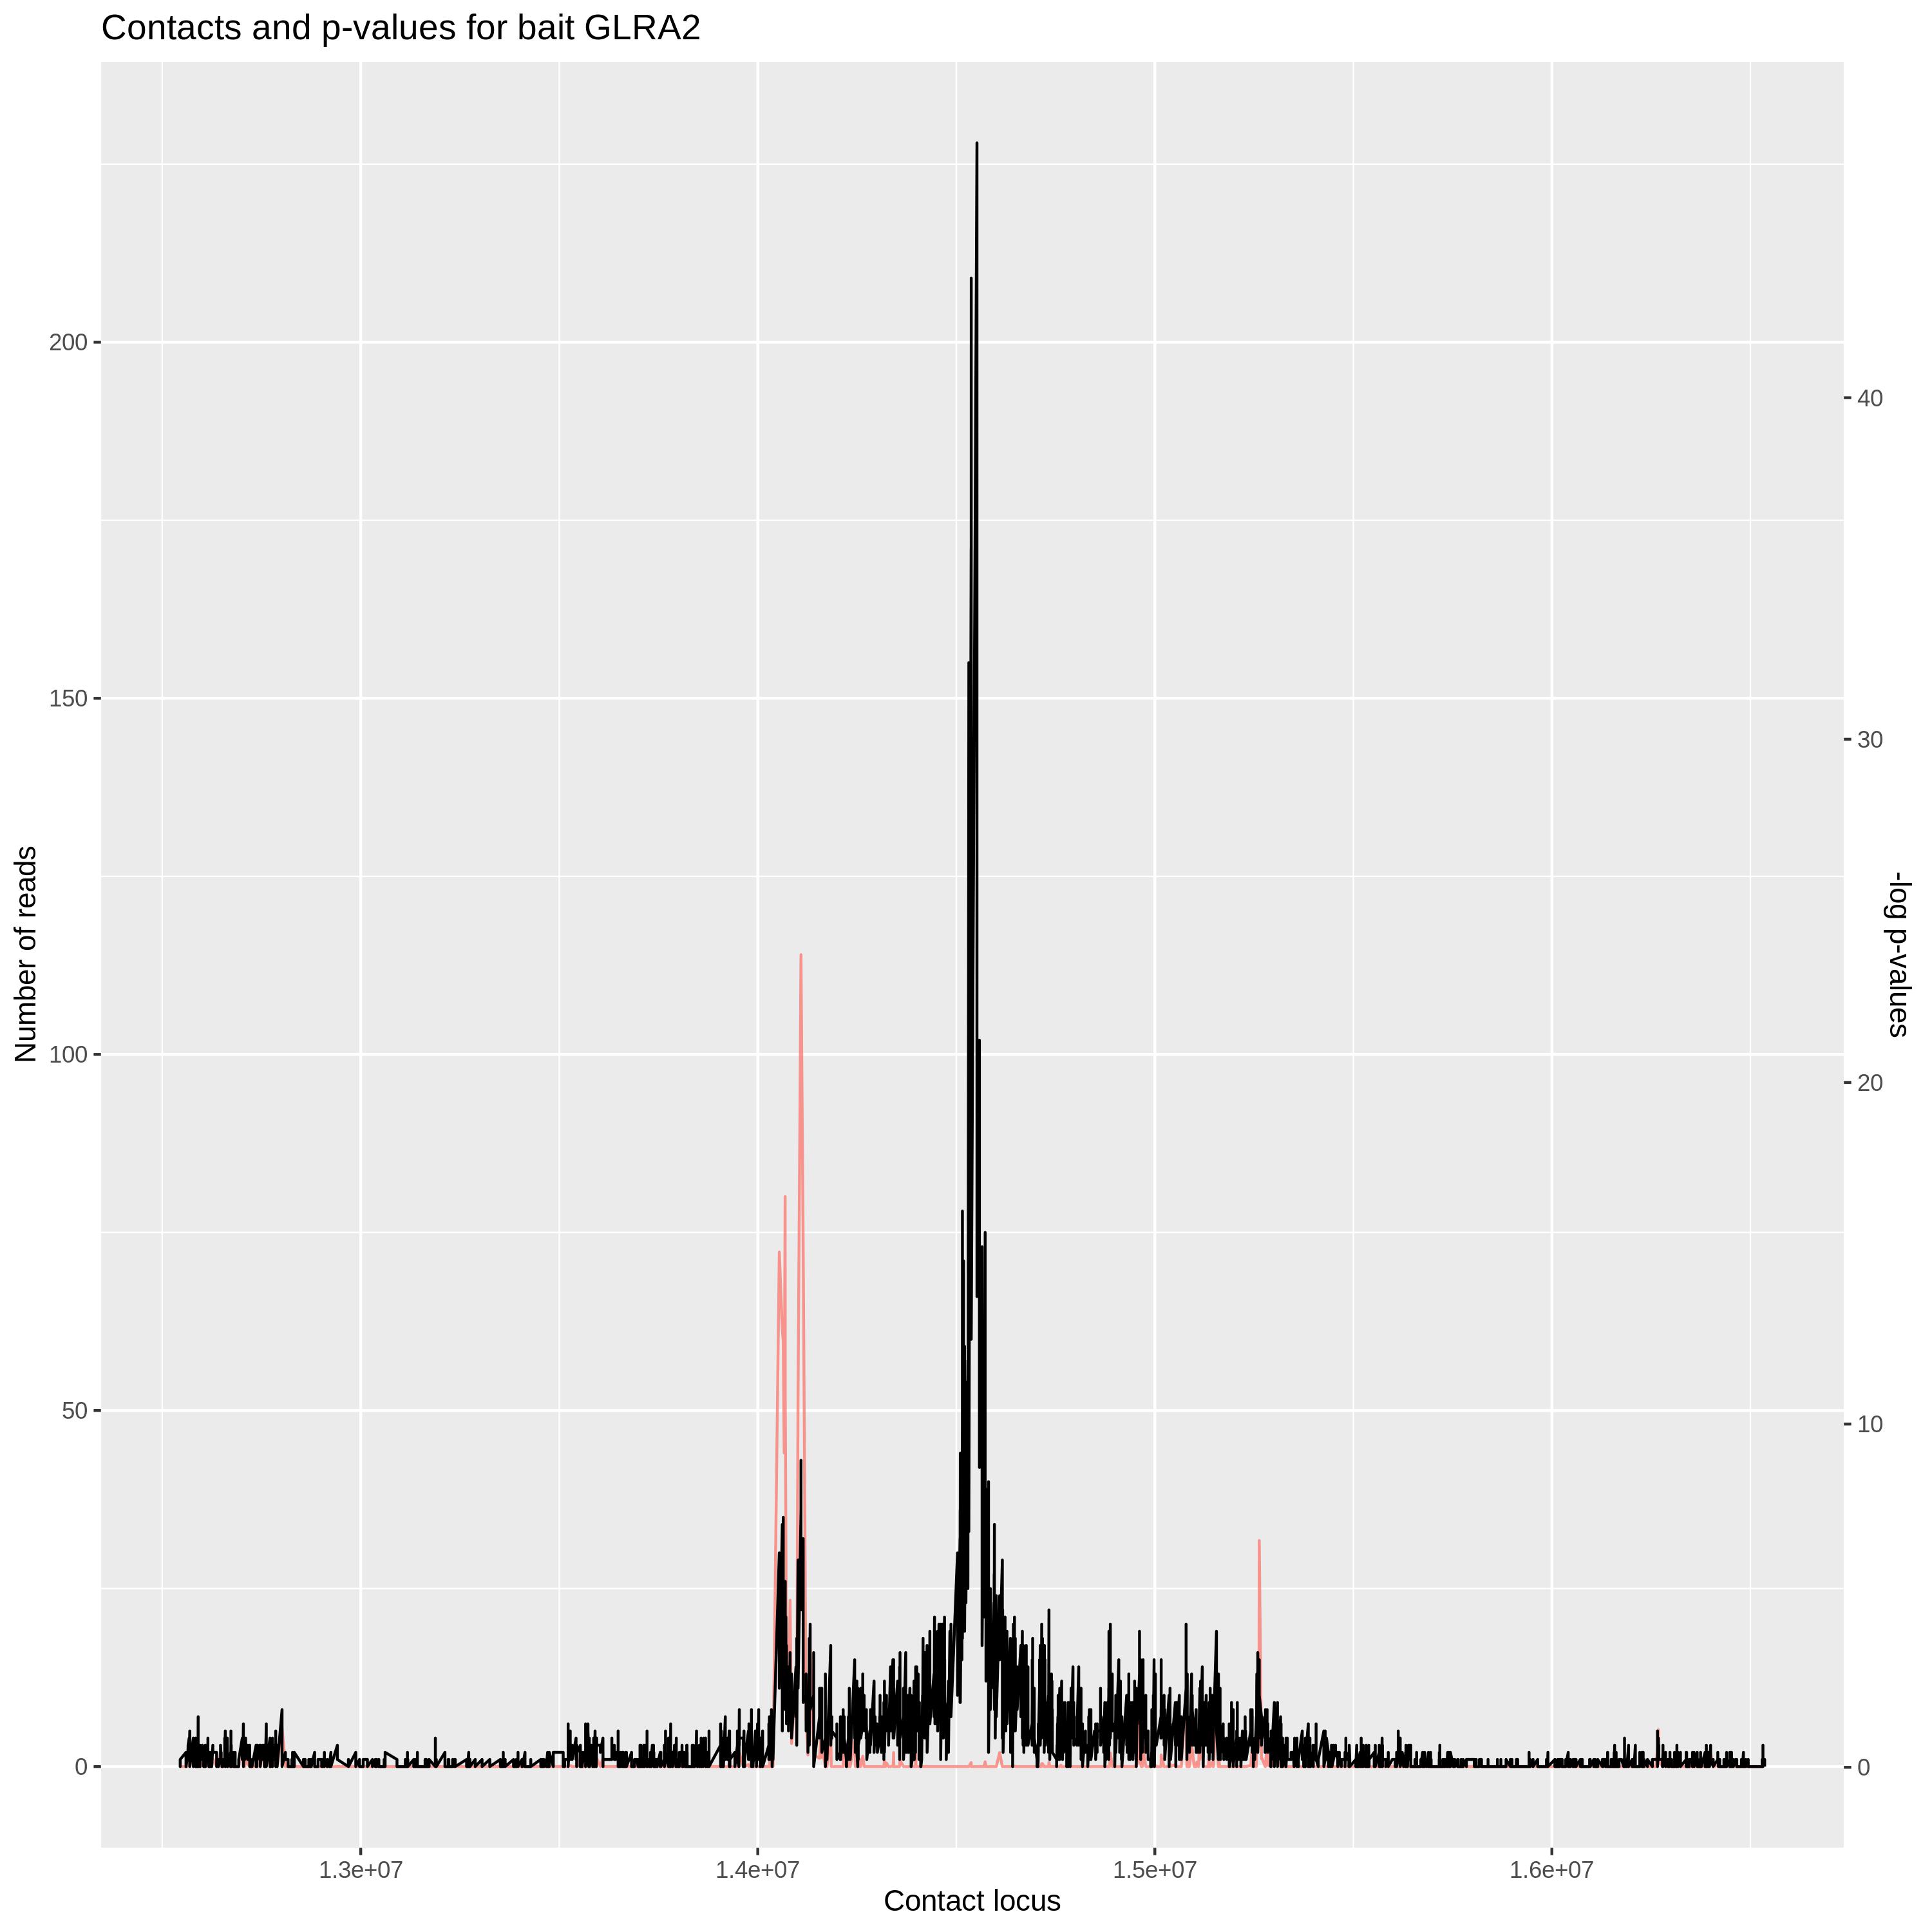 Contacts and p-values for bait GLRA2
Number of reads
200
150
100
50
0
40
30
20
10
0
-log p-values
1.3e+07 1.4e+07 1.5e+07 1.6e+07
Contact locus